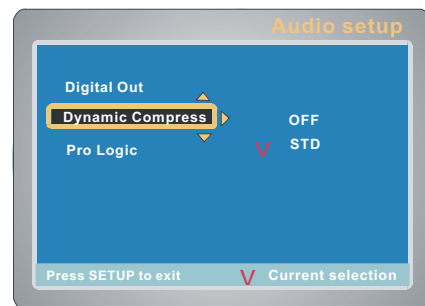 Audio setup
Digital Out
Dynamic Compress
OFF
V STD
Pro Logic
Press SETUP to exit V Current selection